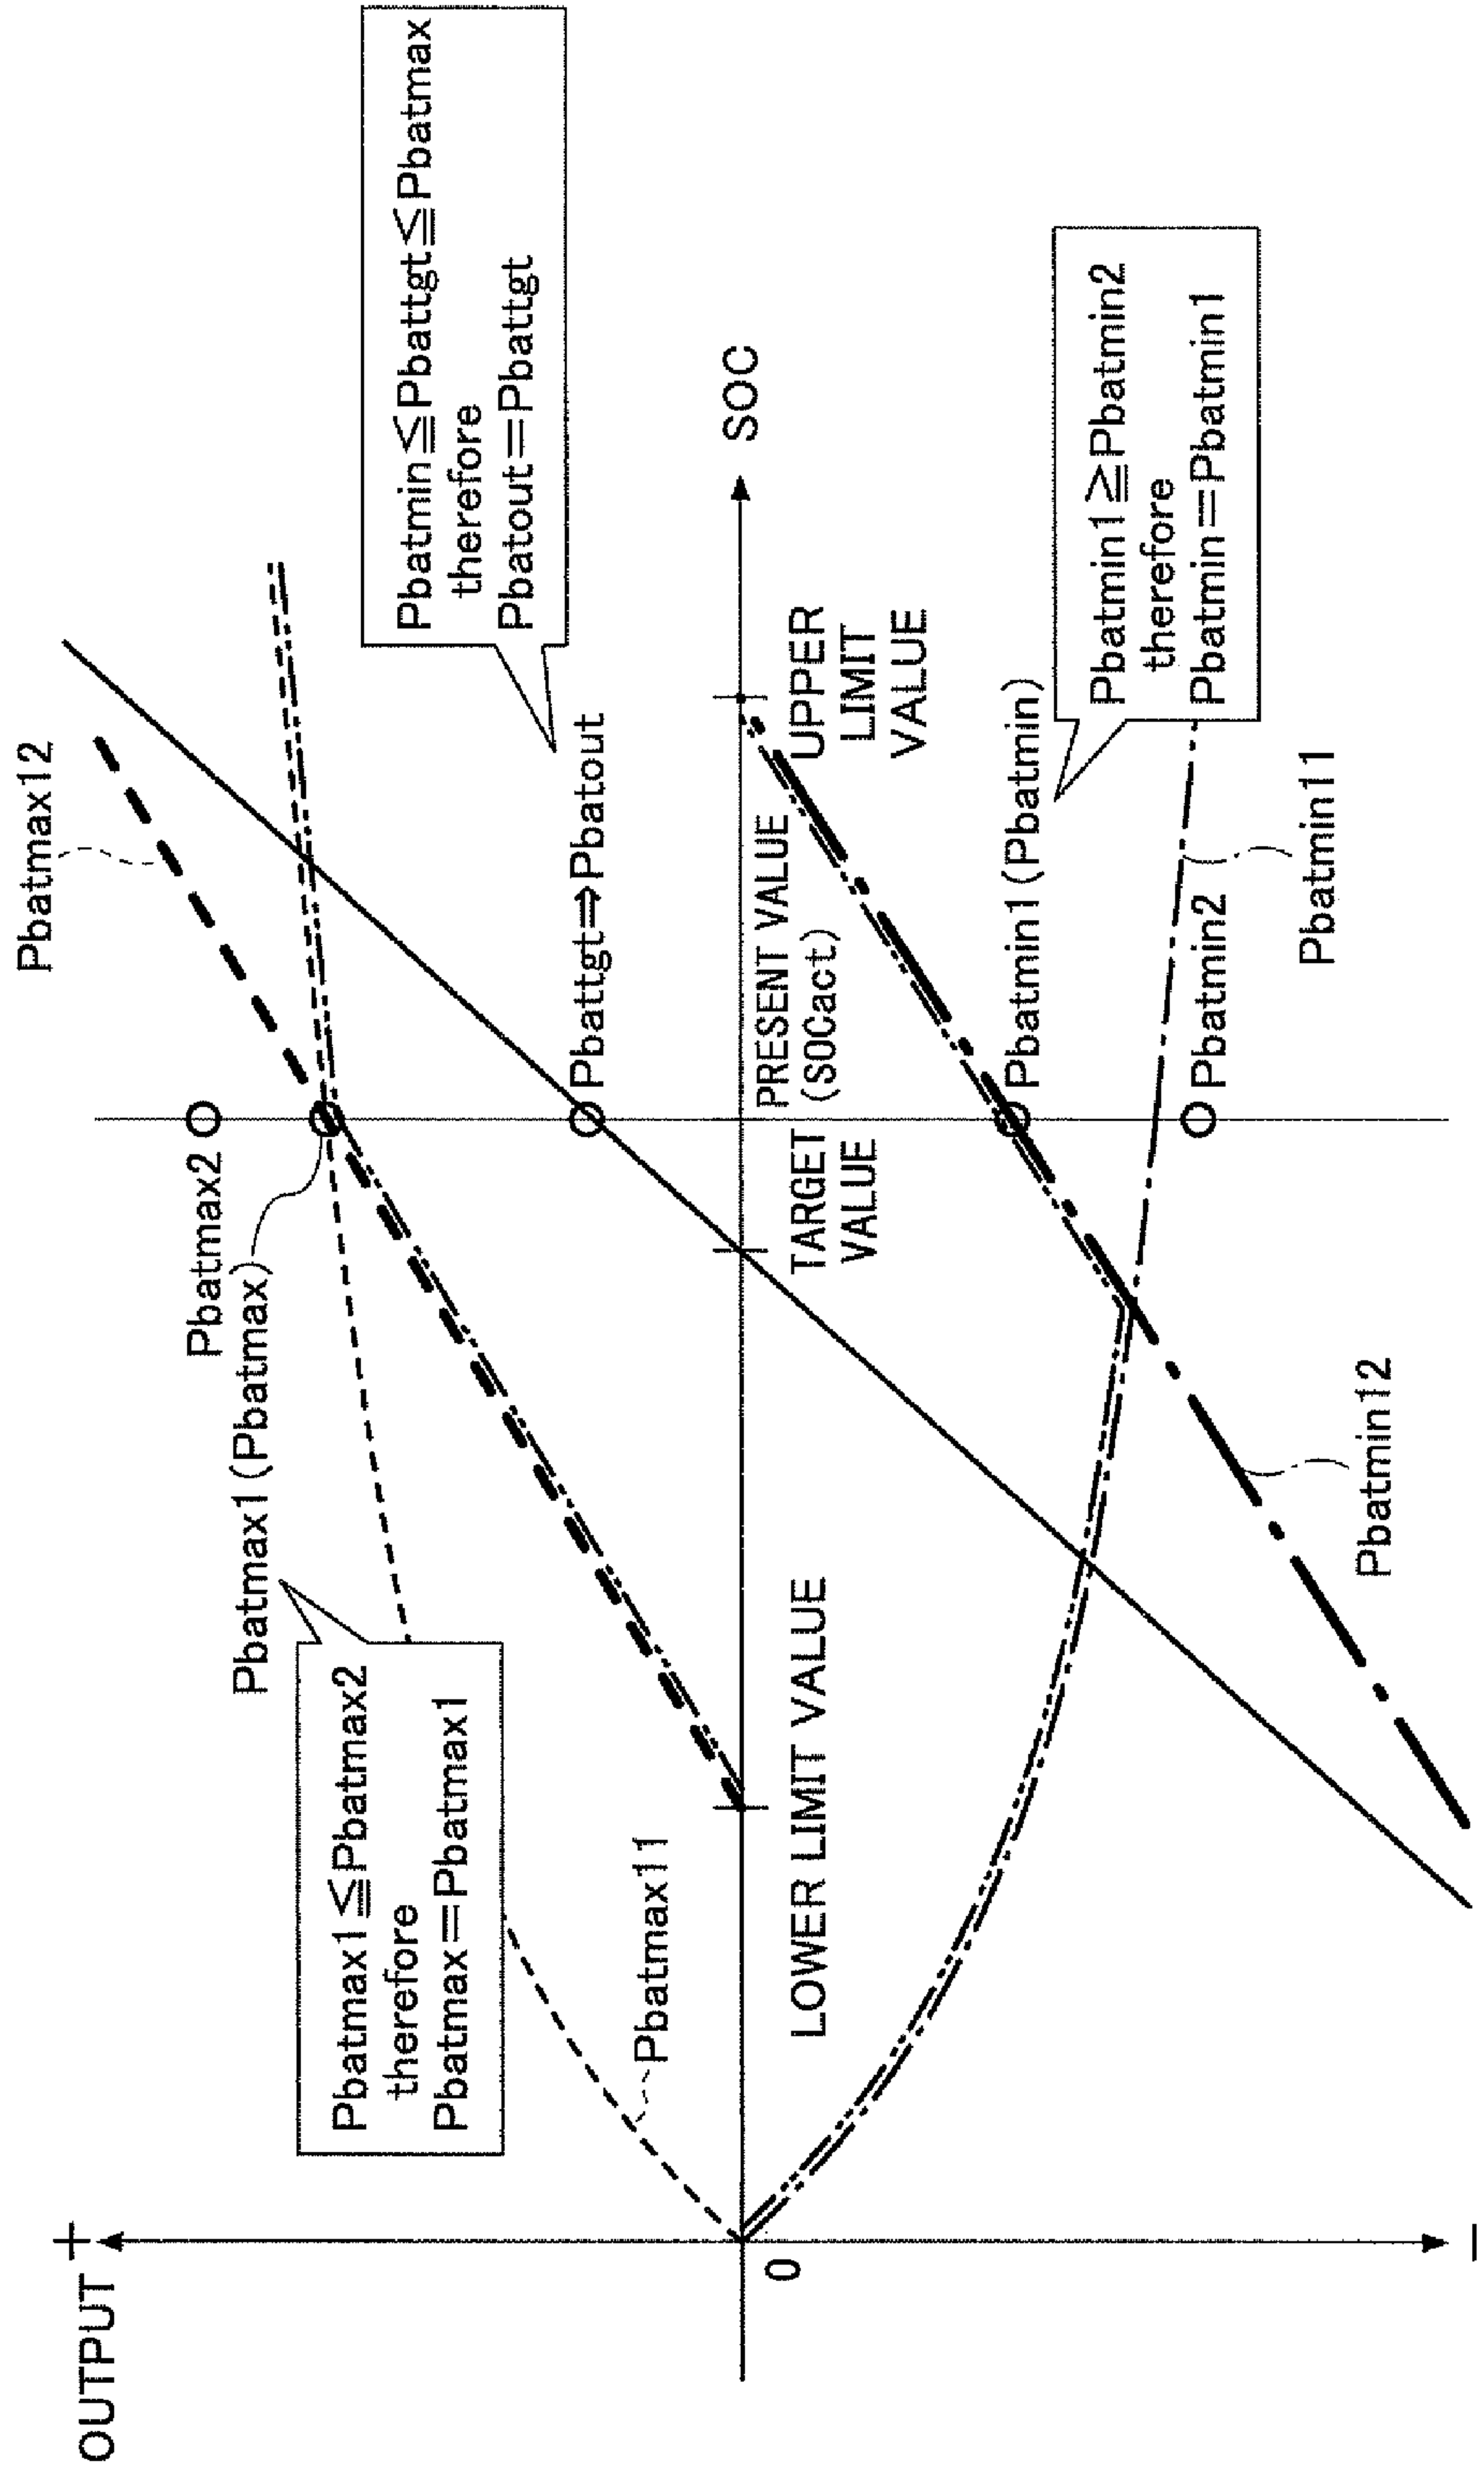 OUTPUT
+
Pbatmax12
Pbatmax2
Pbatmax1(Pbatmax)
Pbatmax1≦Pbatmax2
therefore
Pbatmax=Pbatmax1
Pbatmin≦Pbattgt≦Pbatmax
therefore
Pbatout=Pbattgt
Pbattgt⇒Pbatout
Pbatmax11
SOC
0
LOWER LIMIT VALUE
TARGET
VALUE
PRESENT VALUE
(SOCact)
UPPER
LIMIT
VALUE
Pbatmin1(Pbatmin)
Pbatmin1≧Pbatmin2
therefore
Pbatmin=Pbatmin1
Pbatmin2
Pbatmin11
Pbatmin12
−